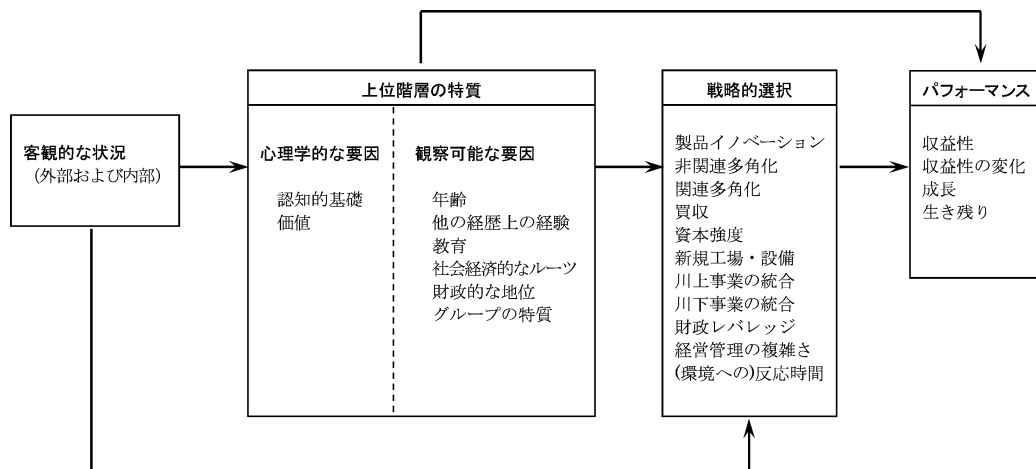 客観的な状況
（外部および内部）
上位階層の特質
心理学的な要因
認知的基礎
価値
観察可能な要因
年齢
他の経歴上の経験
教育
社会経済的なルーツ
財政的な地位
グループの特質
戦略的選択
製品イノベーション
非関連多角化
関連多角化
買収
資本強度
新規工場・設備
川上事業の統合
川下事業の統合
財政レバレッジ
経営管理の複雑さ
(環境への)反応時間
パフォーマンス
収益性
収益性の変化
成長
生き残り